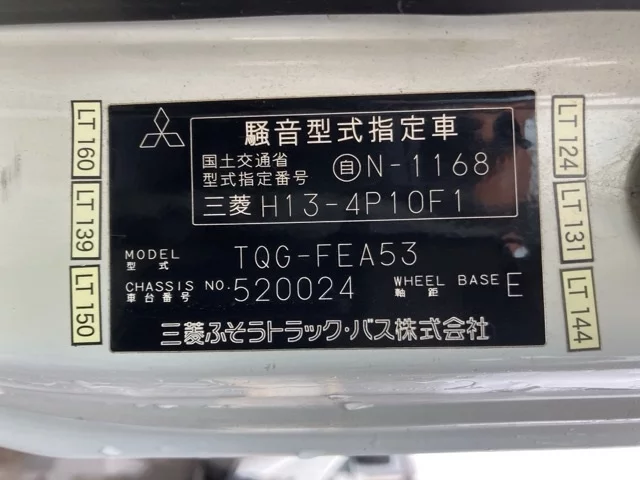 騒音型式指定車
国土交通省
型式指定番号 自N-1168
三菱 H13-4P10F1
MODEL
型式 TQG-FEA53
CHASSIS NO.
車台番号 520024
WHEEL BASE
軸距 E
三菱ふそうトラック・バス株式会社
LT 160
LT 139
LT 150
LT 124
LT 131
LT 144